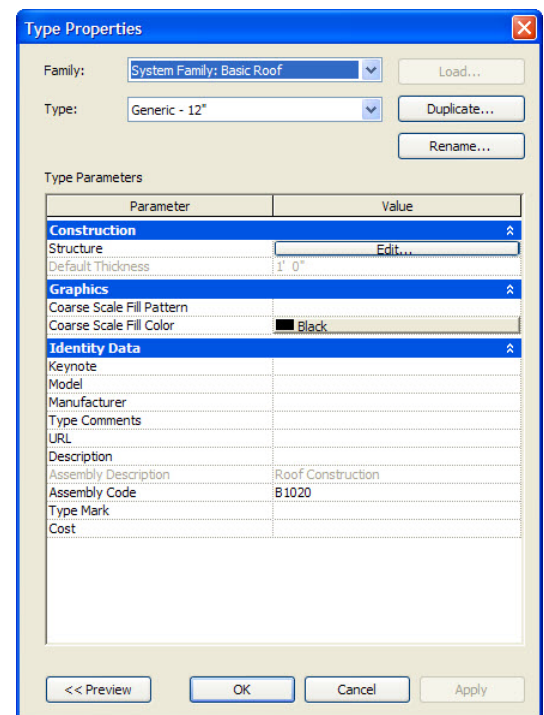 Type Properties
Family: System Family: Basic Roof Load...
Type: Generic - 12" Duplicate...
Rename...
Type Parameters
Parameter Value
Construction
Structure Edit...
Default Thickness 1' 0"
Graphics
Coarse Scale Fill Pattern
Coarse Scale Fill Color Black
Identity Data
Keynote
Model
Manufacturer
Type Comments
URL
Description
Assembly Description Roof Construction
Assembly Code B1020
Type Mark
Cost
<< Preview OK Cancel Apply